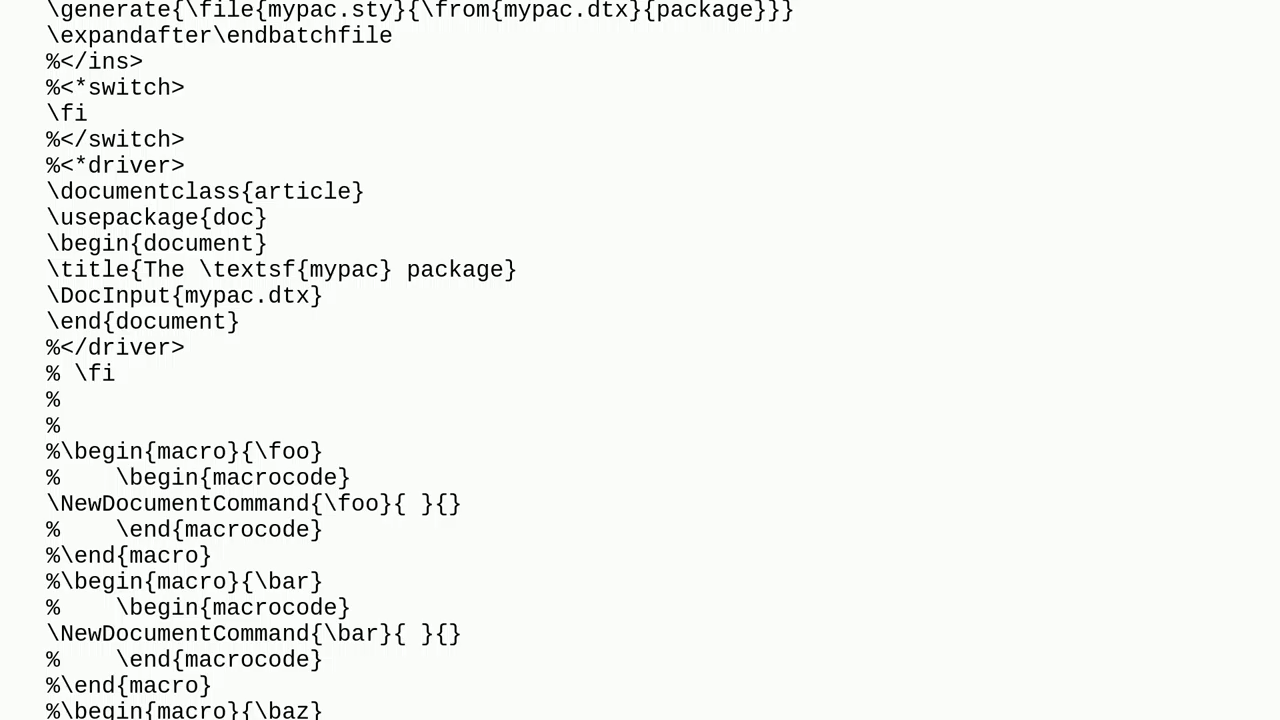 \generate{\file{mypac.sty}{\from{mypac.dtx}{package}}}
\expandafter\endbatchfile
%</ins>
%<*switch>
\fi
%</switch>
%<*driver>
\documentclass{article}
\usepackage{doc}
\begin{document}
\title{The \textsf{mypac} package}
\DocInput{mypac.dtx}
\end{document}
%</driver>
% \fi
%
%
%\begin{macro}{\foo}
%    \begin{macrocode}
\NewDocumentCommand{\foo}{ }{}
%    \end{macrocode}
%\end{macro}
%\begin{macro}{\bar}
%    \begin{macrocode}
\NewDocumentCommand{\bar}{ }{}
%    \end{macrocode}
%\end{macro}
%\begin{macro}{\baz}